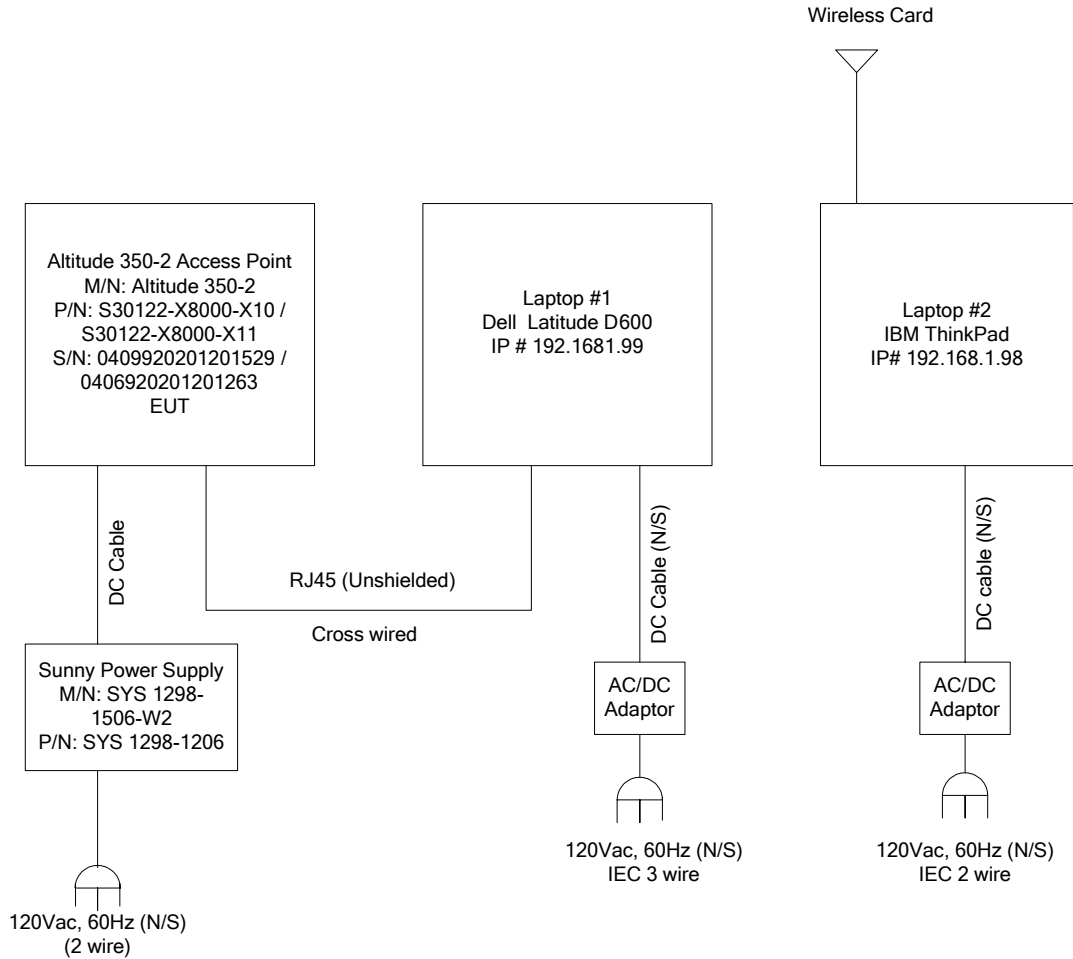 Wireless Card
Altitude 350-2 Access Point
M/N: Altitude 350-2
P/N: S30122-X8000-X10 /
S30122-X8000-X11
S/N: 0409920201201529 /
0406920201201263
EUT
Laptop #1
Dell Latitude D600
IP # 192.1681.99
Laptop #2
IBM ThinkPad
IP# 192.168.1.98
DC Cable
RJ45 (Unshielded)
Cross wired
DC Cable (N/S)
DC cable (N/S)
Sunny Power Supply
M/N: SYS 1298-
1506-W2
P/N: SYS 1298-1206
AC/DC
Adaptor
AC/DC
Adaptor
120Vac, 60Hz (N/S)
(2 wire)
120Vac, 60Hz (N/S)
IEC 3 wire
120Vac, 60Hz (N/S)
IEC 2 wire